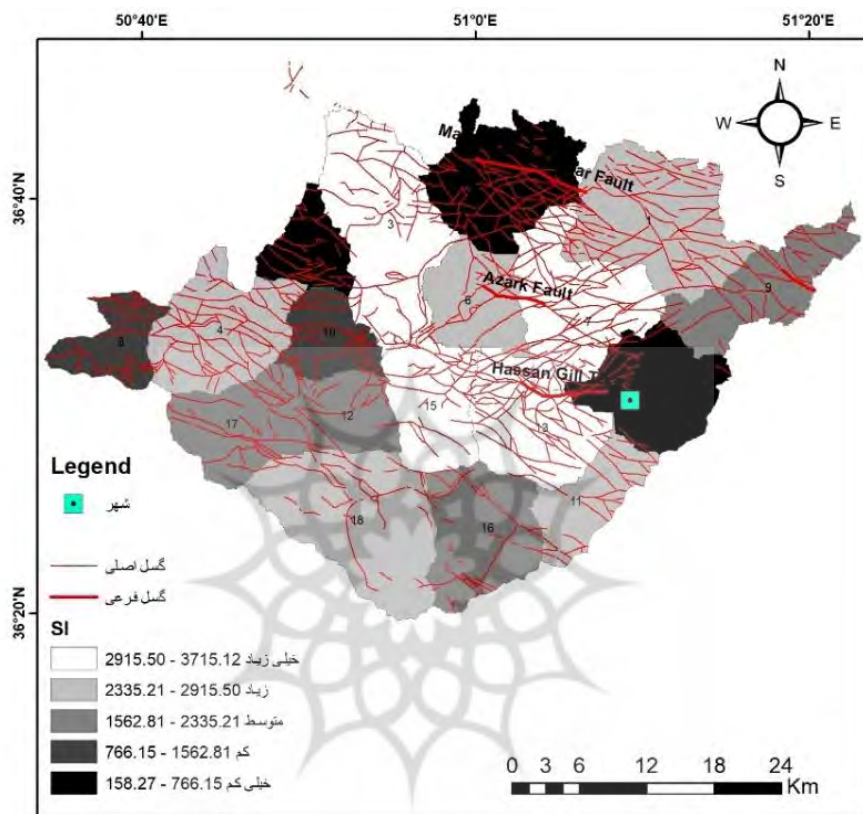 50°40'E 51°0'E 51°20'E
N
W E
S
36°40'N
36°20'N
Ma ar Fault
3
1
9
Azark Fault
6
7
4
8
10
Hassan Gill T
15
13
12
17
11
18
16
Legend
شهر
گسل اصلی
گسل فرعی
SI
2915.50 - 3715.12 خیلی زیاد
2335.21 - 2915.50 زیاد
1562.81 - 2335.21 متوسط
766.15 - 1562.81 کم
158.27 - 766.15 خیلی کم
0 3 6 12 18 24
Km